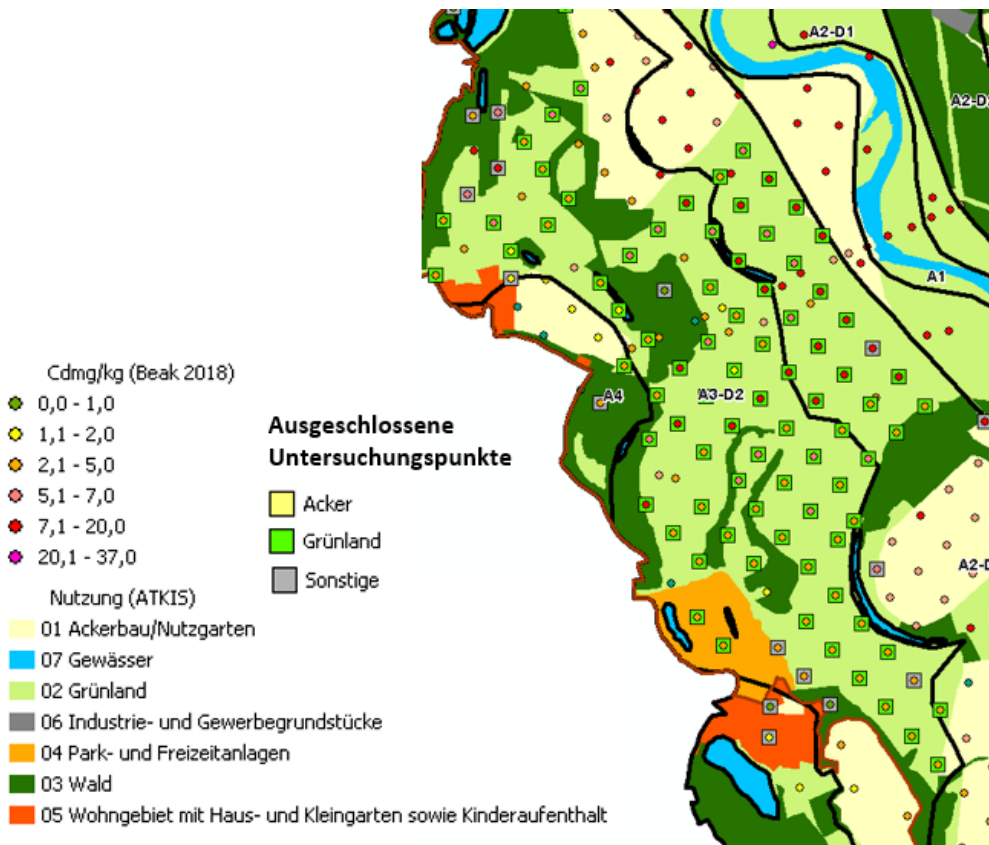 A2-D1
A1
A3-D2
A4
Cdmg/kg (Beak 2018)
0,0 - 1,0
1,1 - 2,0
2,1 - 5,0
5,1 - 7,0
7,1 - 20,0
20,1 - 37,0
Ausgeschlossene
Untersuchungspunkte
Acker
Grünland
Sonstige
Nutzung (ATKIS)
01 Ackerbau/Nutzgarten
07 Gewässer
02 Grünland
06 Industrie- und Gewerbegrundstücke
04 Park- und Freizeitanlagen
03 Wald
05 Wohngebiet mit Haus- und Kleingarten sowie Kinderaufenthalt